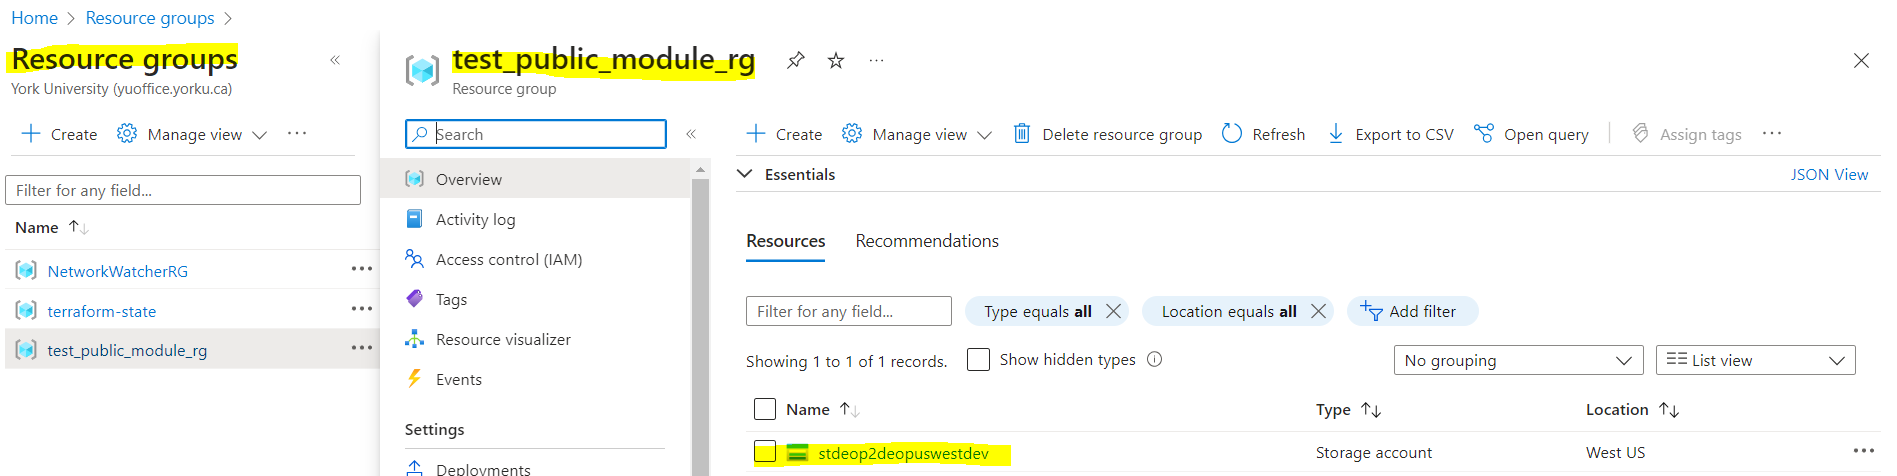 Home > Resource groups >
Resource groups
York University (yuoffice.yorku.ca)
Create Manage view
Filter for any field...
Name
NetworkWatcherRG
terraform-state
test_public_module_rg
test_public_module_rg
Resource group
Search
Overview
Activity log
Access control (IAM)
Tags
Resource visualizer
Events
Settings
Deployments
Create Manage view Delete resource group Refresh Export to CSV Open query Assign tags
Essentials JSON View
Resources Recommendations
Filter for any field... Type equals all Location equals all Add filter
Showing 1 to 1 of 1 records. Show hidden types No grouping List view
Name Type Location
stdeop2deopuswestdev Storage account West US